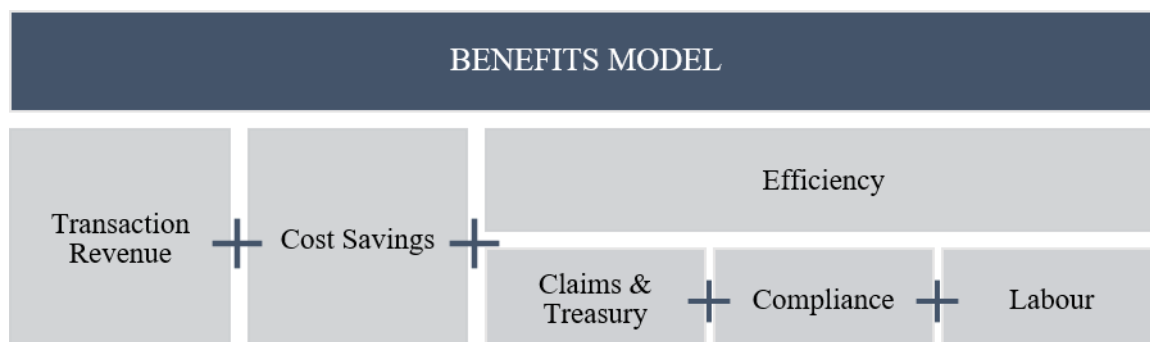 BENEFITS MODEL
Transaction
Revenue
Cost Savings
Efficiency
Claims &
Treasury
Compliance
Labour